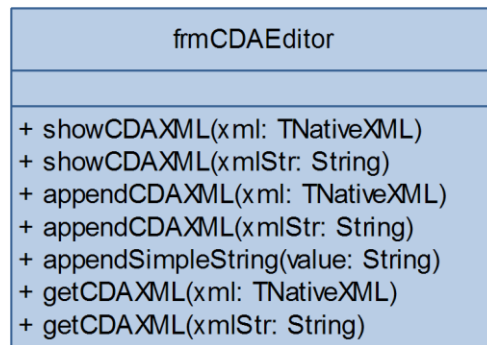 frmCDAEditor
+ showCDAXML(xml: TNativeXML)
+ showCDAXML(xmlStr: String)
+ appendCDAXML(xml: TNativeXML)
+ appendCDAXML(xmlStr: String)
+ appendSimpleString(value: String)
+ getCDAXML(xml: TNativeXML)
+ getCDAXML(xmlStr: String)